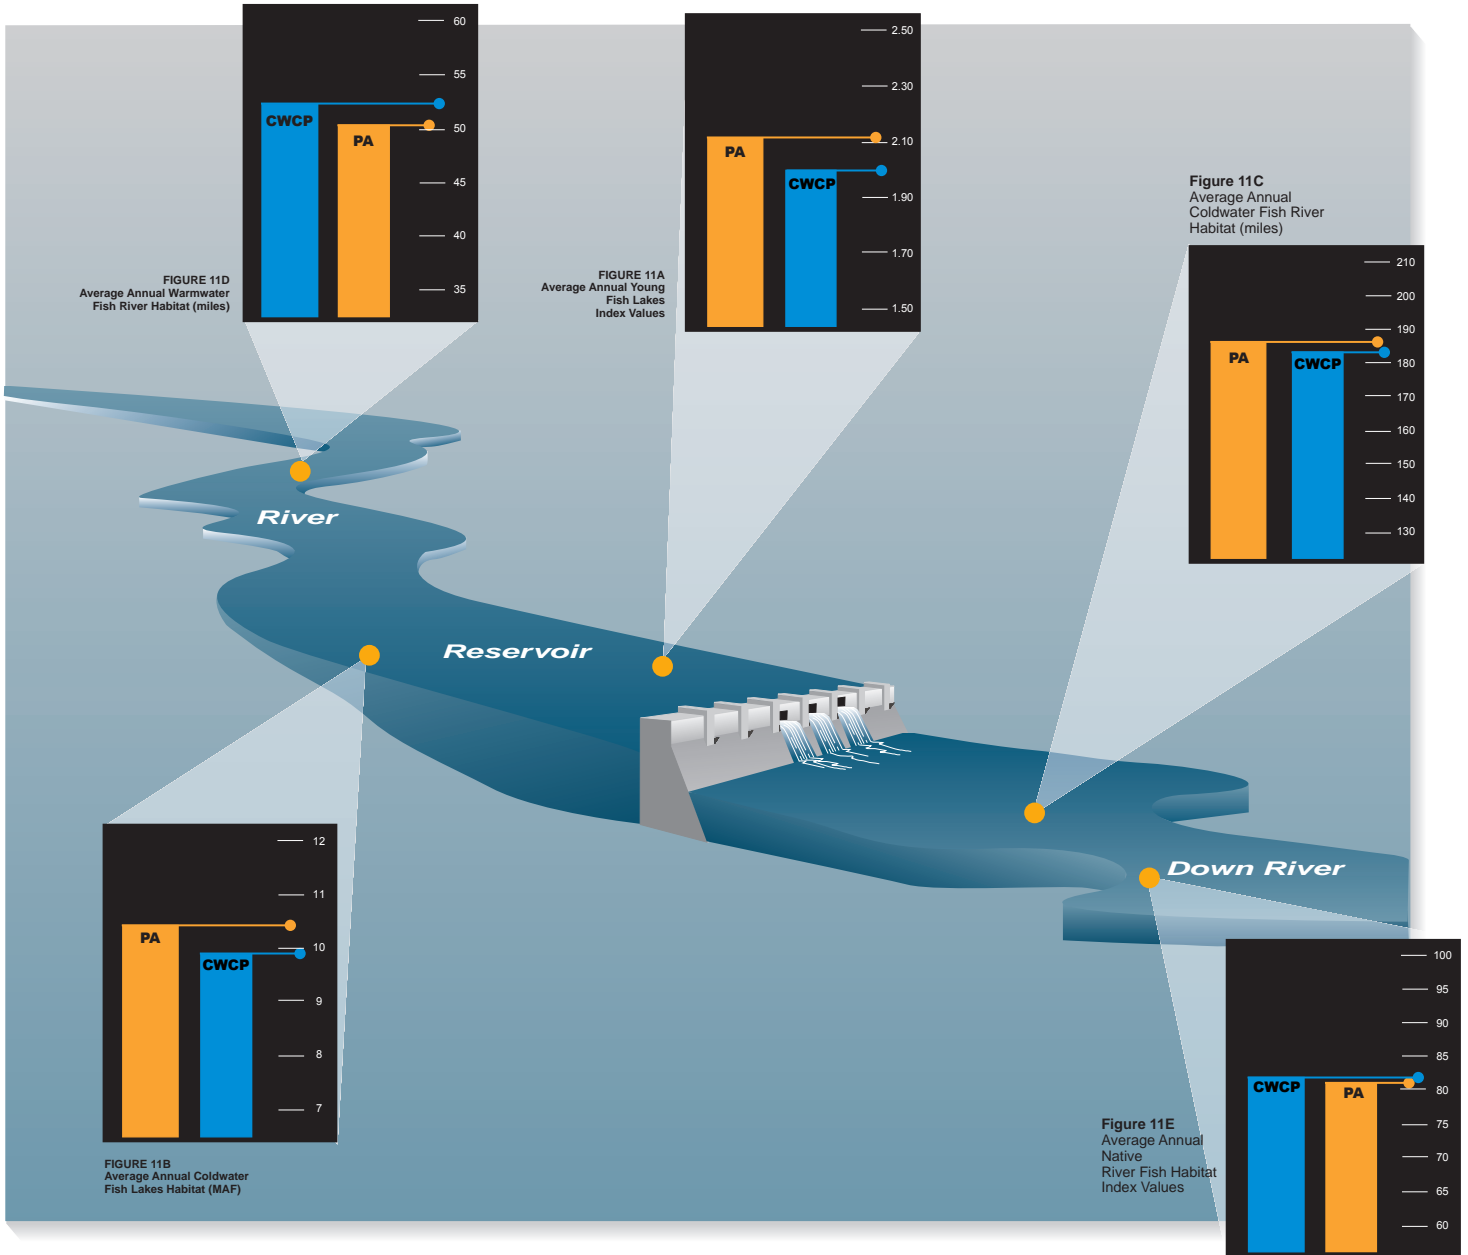 60
55
50
45
40
35
CWCP
PA
FIGURE 11D
Average Annual Warmwater
Fish River Habitat (miles)
2.50
2.30
2.10
1.90
1.70
1.50
PA
CWCP
FIGURE 11A
Average Annual Young
Fish Lakes
Index Values
Figure 11C
Average Annual
Coldwater Fish River
Habitat (miles)
210
200
190
180
170
160
150
140
130
PA
CWCP
River
Reservoir
Down River
12
11
10
9
8
7
PA
CWCP
FIGURE 11B
Average Annual Coldwater
Fish Lakes Habitat (MAF)
100
95
90
85
80
75
70
65
60
CWCP
PA
Figure 11E
Average Annual
Native
River Fish Habitat
Index Values